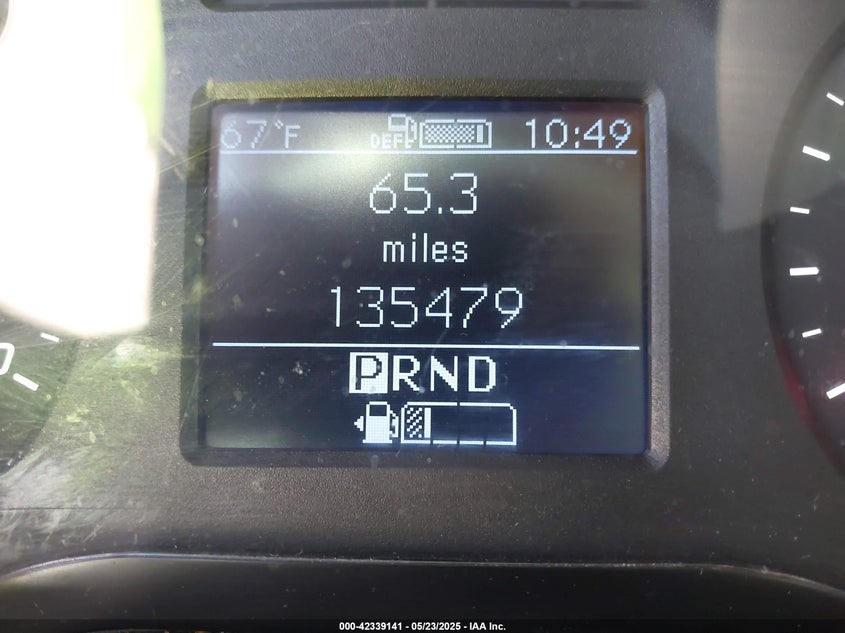 67°F DEF 10:49
65.3
miles
135479
PRND
000-42339141 - 05/23/2025 - IAA Inc.